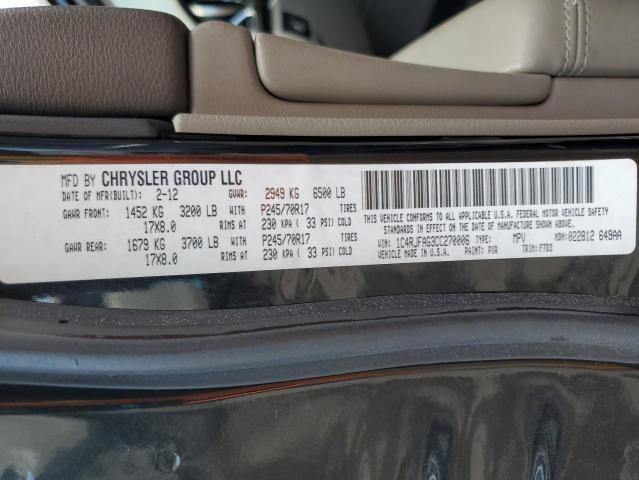 MFD BY CHRYSLER GROUP LLC
DATE OF MFR(BUILT): 2-12 GVWR: 2949 KG 6500 LB
GAWR FRONT: 1452 KG 3200 LB WITH P245/70R17 TIRES
17X8.0 RIMS AT 230 KPA ( 33 PSI) COLD
GAWR REAR: 1679 KG 3700 LB WITH P245/70R17 TIRES
17X8.0 RIMS AT 230 KPA ( 33 PSI) COLD
THIS VEHICLE CONFORMS TO ALL APPLICABLE U.S.A. FEDERAL MOTOR VEHICLE SAFETY
STANDARDS IN EFFECT ON THE DATE OF MANUFACTURE SHOWN ABOVE.
VIN: 1C4RJFAG3CC270006 TYPE: MPV MDH: 022812 649AA
VEHICLE MADE IN U.S.A. PAINT: PXR TRIM: F7D3